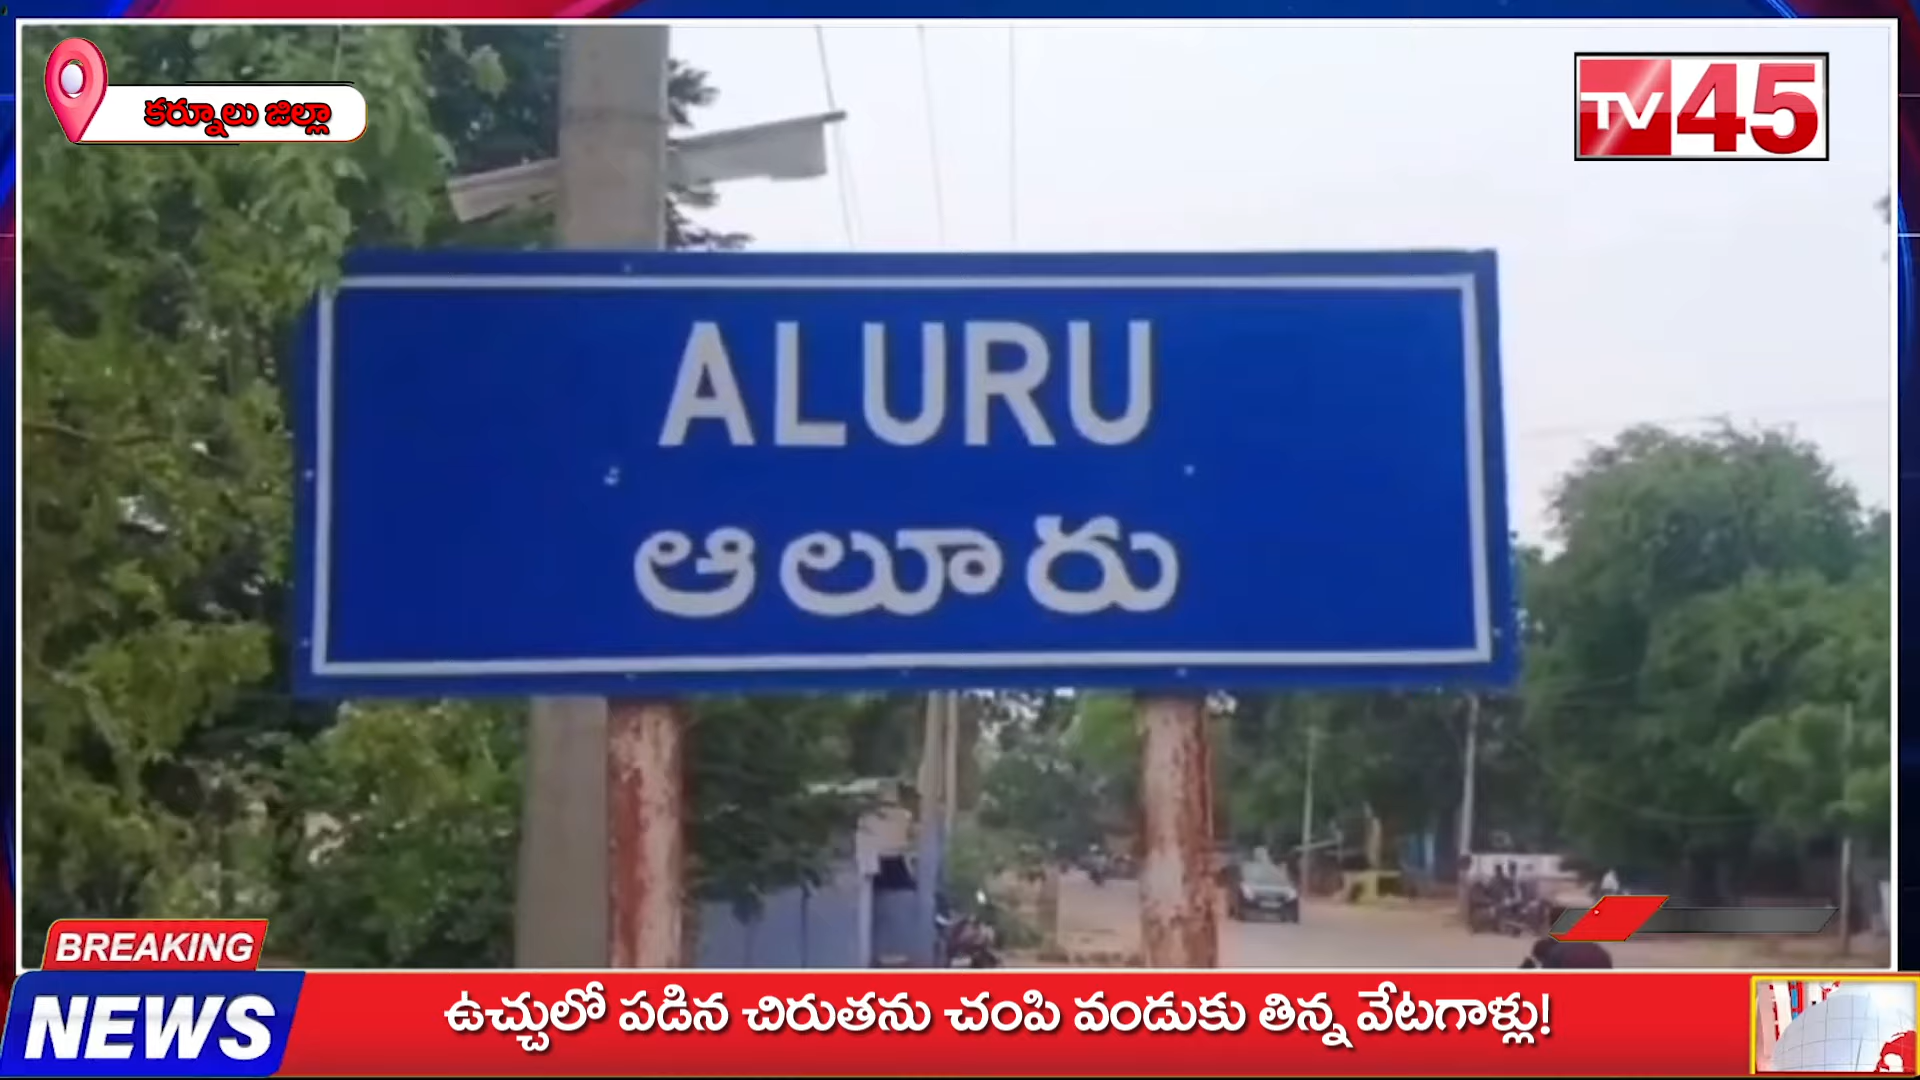 కర్నూలు జిల్లా
TV45
ALURU
ఆలూరు
BREAKING
NEWS
ఉచ్చులో పడిన చిరుతను చంపి వండుకు తిన్న వేటగాళ్లు!